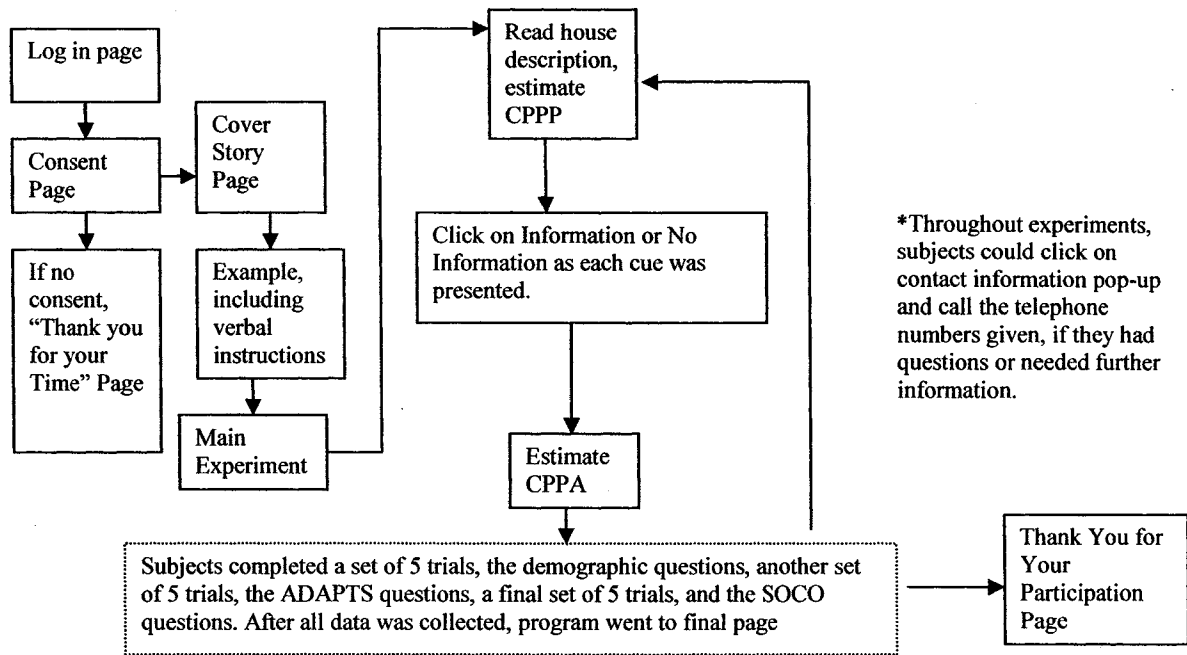 Log in page
Consent
Page
If no
consent,
“Thank you
for your
Time” Page
Cover
Story
Page
Example,
including
verbal
instructions
Main
Experiment
Read house
description,
estimate
CPPP
Click on Information or No
Information as each cue was
presented.
Estimate
CPPA
Subjects completed a set of 5 trials, the demographic questions, another set
of 5 trials, the ADAPTS questions, a final set of 5 trials, and the SOCO
questions. After all data was collected, program went to final page
Thank You for
Your
Participation
Page
*Throughout experiments,
subjects could click on
contact information pop-up
and call the telephone
numbers given, if they had
questions or needed further
information.